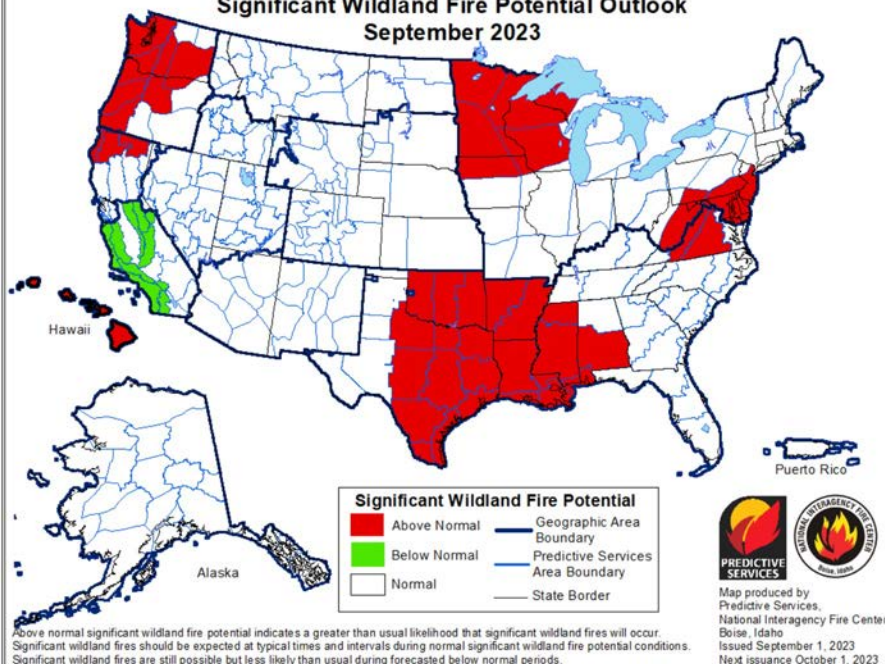 Significant Wildland Fire Potential Outlook
September 2023
Hawaii
Alaska
Puerto Rico
Significant Wildland Fire Potential
Above Normal
Below Normal
Normal
Geographic Area
Boundary
Predictive Services
Area Boundary
State Border
PREDICTIVE
SERVICES
NATIONAL INTERAGENCY FIRE CENTER
Boise, Idaho
Map produced by
Predictive Services,
National Interagency Fire Center
Boise, Idaho
Issued September 1, 2023
Next issuance October 1, 2023
Above normal significant wildland fire potential indicates a greater than usual likelihood that significant wildland fires will occur.
Significant wildland fires should be expected at typical times and intervals during normal significant wildland fire potential conditions.
Significant wildland fires are still possible but less likely than usual during forecasted below normal periods.